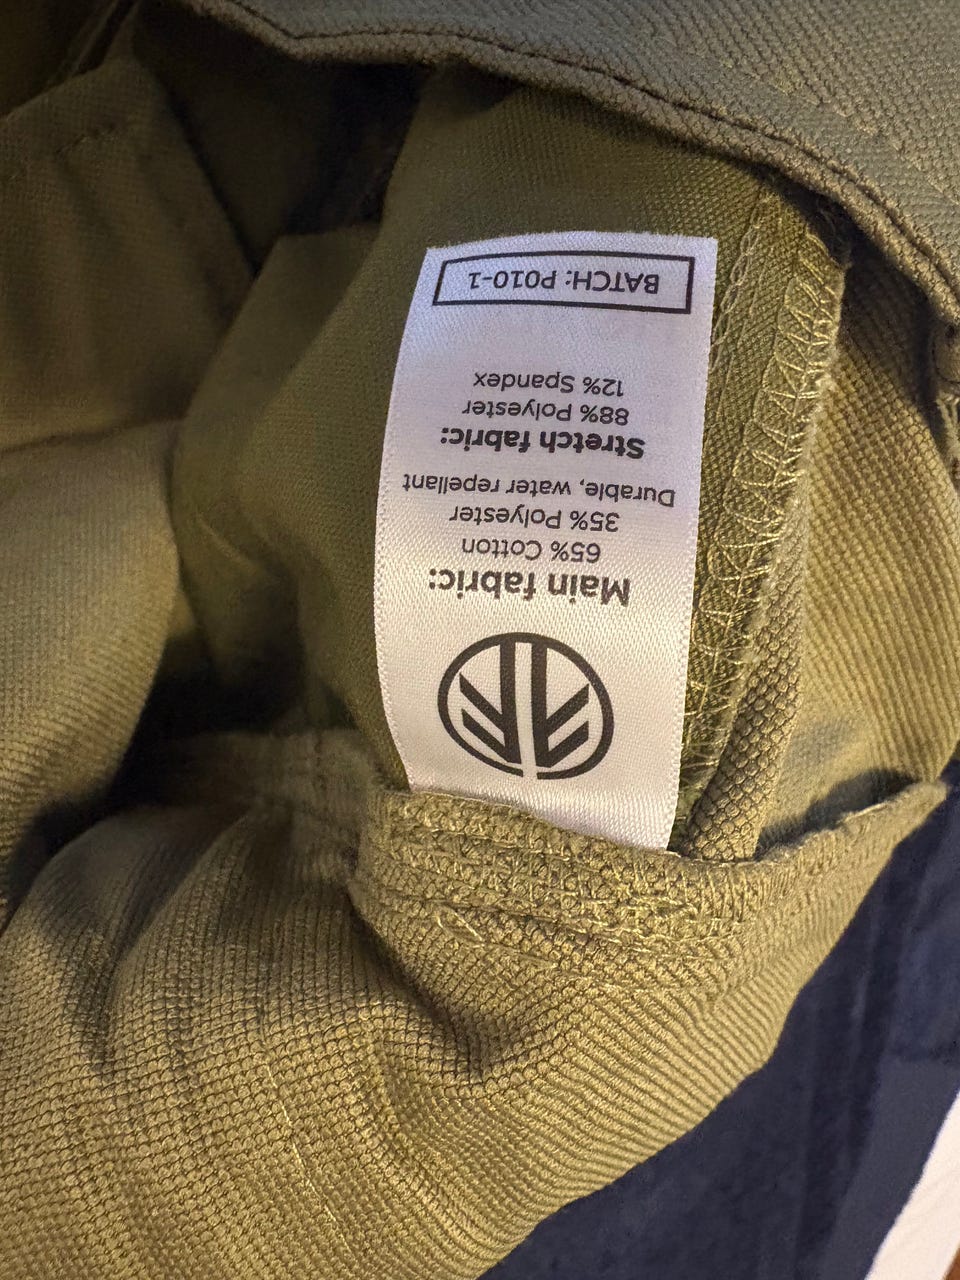 Main fabric:
65% Cotton
35% Polyester
Durable, water repellant
Stretch fabric:
88% Polyester
12% Spandex
BATCH: P010-1